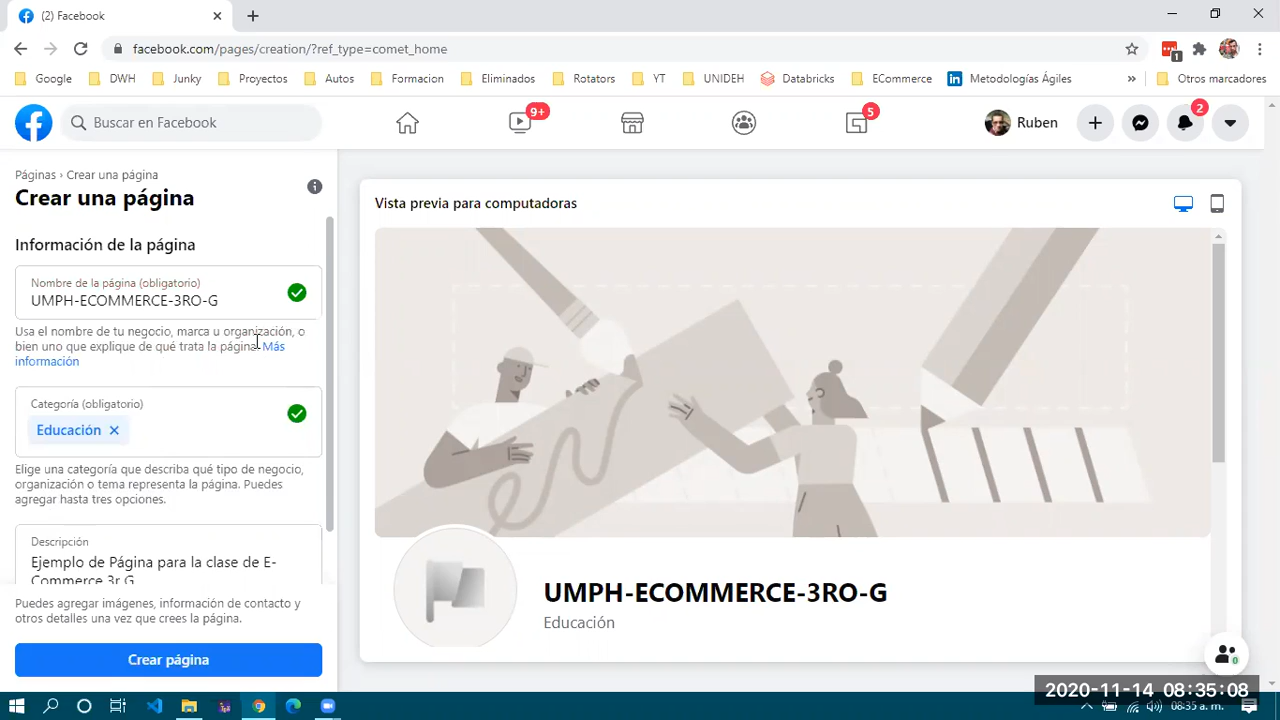 (2) Facebook
facebook.com/pages/creation/?ref_type=comet_home
1
Google
DWH
Junky
Proyectos
Autos
Formacion
Eliminados
Rotators
YT
UNIDEH
Databricks
ECommerce
Metodologías Ágiles
»
Otros marcadores
Buscar en Facebook
9+
5
Ruben
2
Páginas › Crear una página
Crear una página
Información de la página
Nombre de la página (obligatorio)
UMPH-ECOMMERCE-3RO-G
Usa el nombre de tu negocio, marca u organización, o
bien uno que explique de qué trata la página. Más
información
Categoría (obligatorio)
Educación
Elige una categoría que describa qué tipo de negocio,
organización o tema representa la página. Puedes
agregar hasta tres opciones.
Descripción
Ejemplo de Página para la clase de E-
Commerce 3r G
Puedes agregar imágenes, información de contacto y
otros detalles una vez que crees la página.
Crear página
Vista previa para computadoras
UMPH-ECOMMERCE-3RO-G
Educación
0
2020-11-14 08:35:08
08:35 a. m.